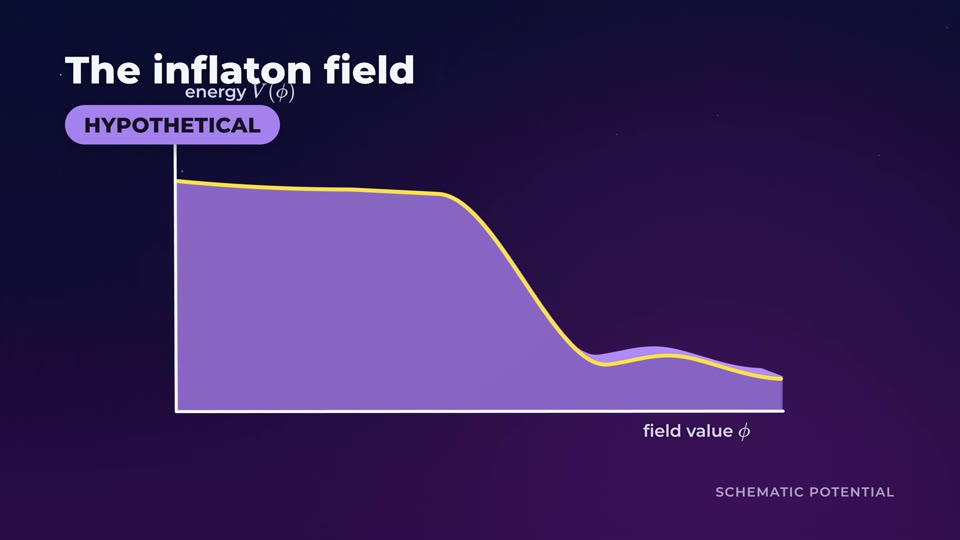 The inflaton field
energy V(ϕ)
HYPOTHETICAL
field value ϕ
SCHEMATIC POTENTIAL